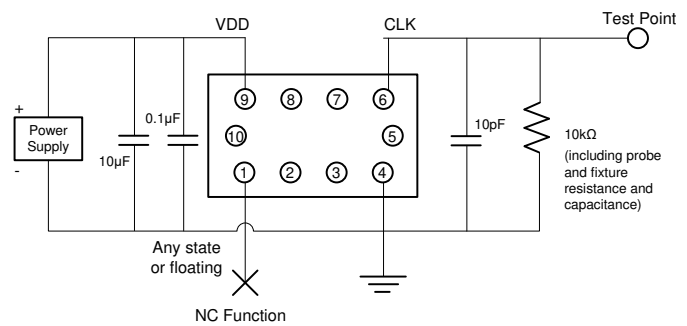 VDD
CLK
Test Point
+
Power
Supply
-
10µF
0.1µF
9
8
7
6
10
5
1
2
3
4
10pF
10kΩ
(including probe
and fixture
resistance and
capacitance)
Any state
or floating
NC Function